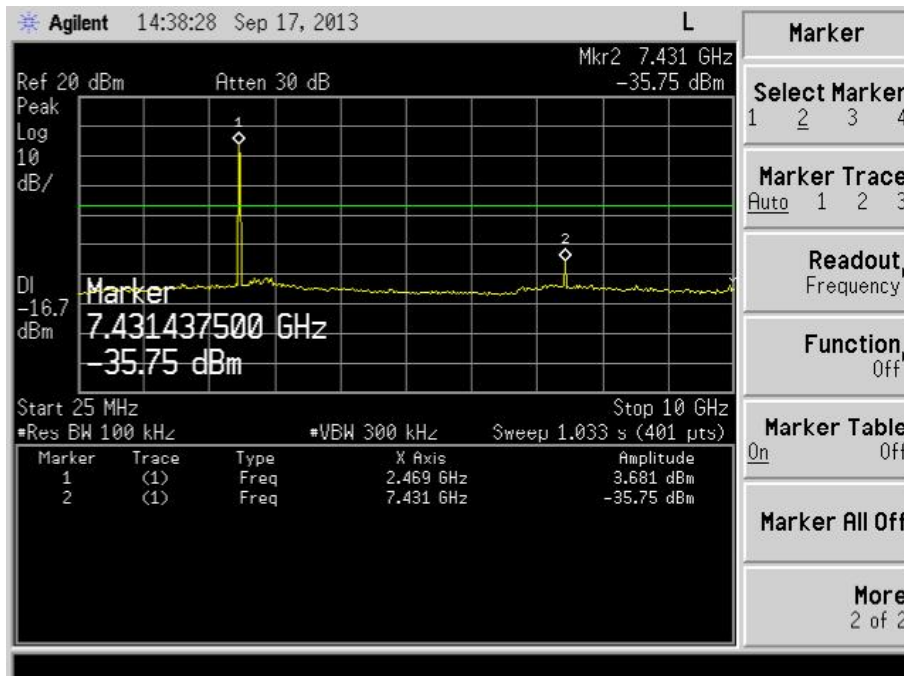 Agilent 14:38:28 Sep 17, 2013 L
Mkr2 7.431 GHz
Ref 20 dBm Atten 30 dB -35.75 dBm
Peak
Log
10
dB/
1
2
DI
-16.7
dBm
Marker
7.431437500 GHz
-35.75 dBm
Start 25 MHz Stop 10 GHz
#Res BW 100 kHz #VBW 300 kHz Sweep 1.033 s (401 pts)
Marker Trace Type X Axis Amplitude
1 (1) Freq 2.469 GHz 3.681 dBm
2 (1) Freq 7.431 GHz -35.75 dBm
Marker
Select Marker
1 2 3 4
Marker Trace
Auto 1 2 3
Readout
Frequency
Function
Off
Marker Table
On Off
Marker All Off
More
2 of 2